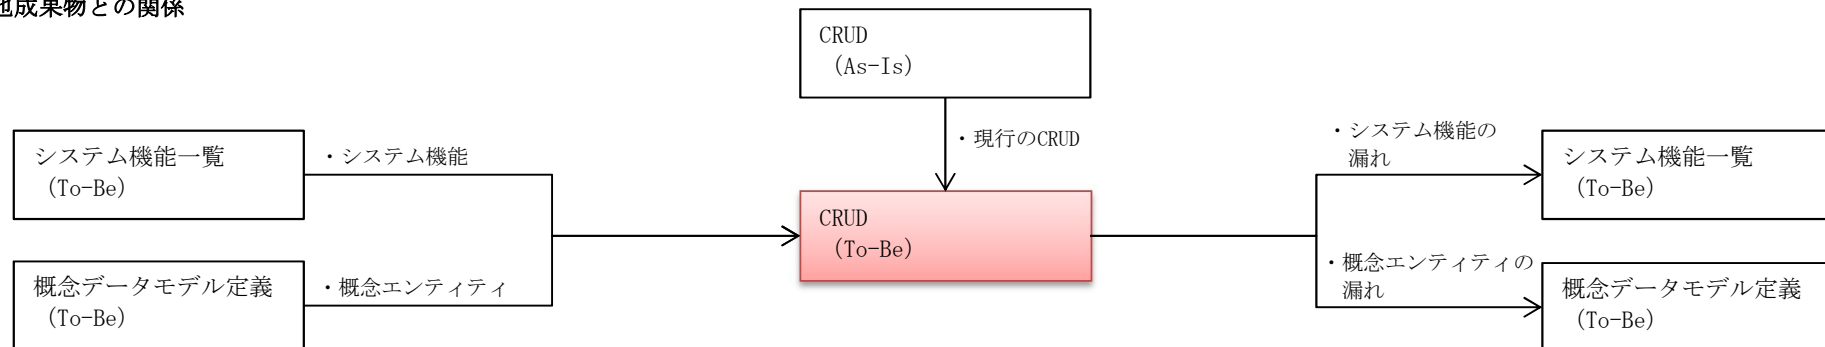 他成果物との関係
CRUD
（As-Is）
・現行のCRUD
システム機能一覧
（To-Be）
・システム機能
概念データモデル定義
（To-Be）
・概念エンティティ
CRUD
（To-Be）
・システム機能の
漏れ
システム機能一覧
（To-Be）
・概念エンティティの
漏れ
概念データモデル定義
（To-Be）